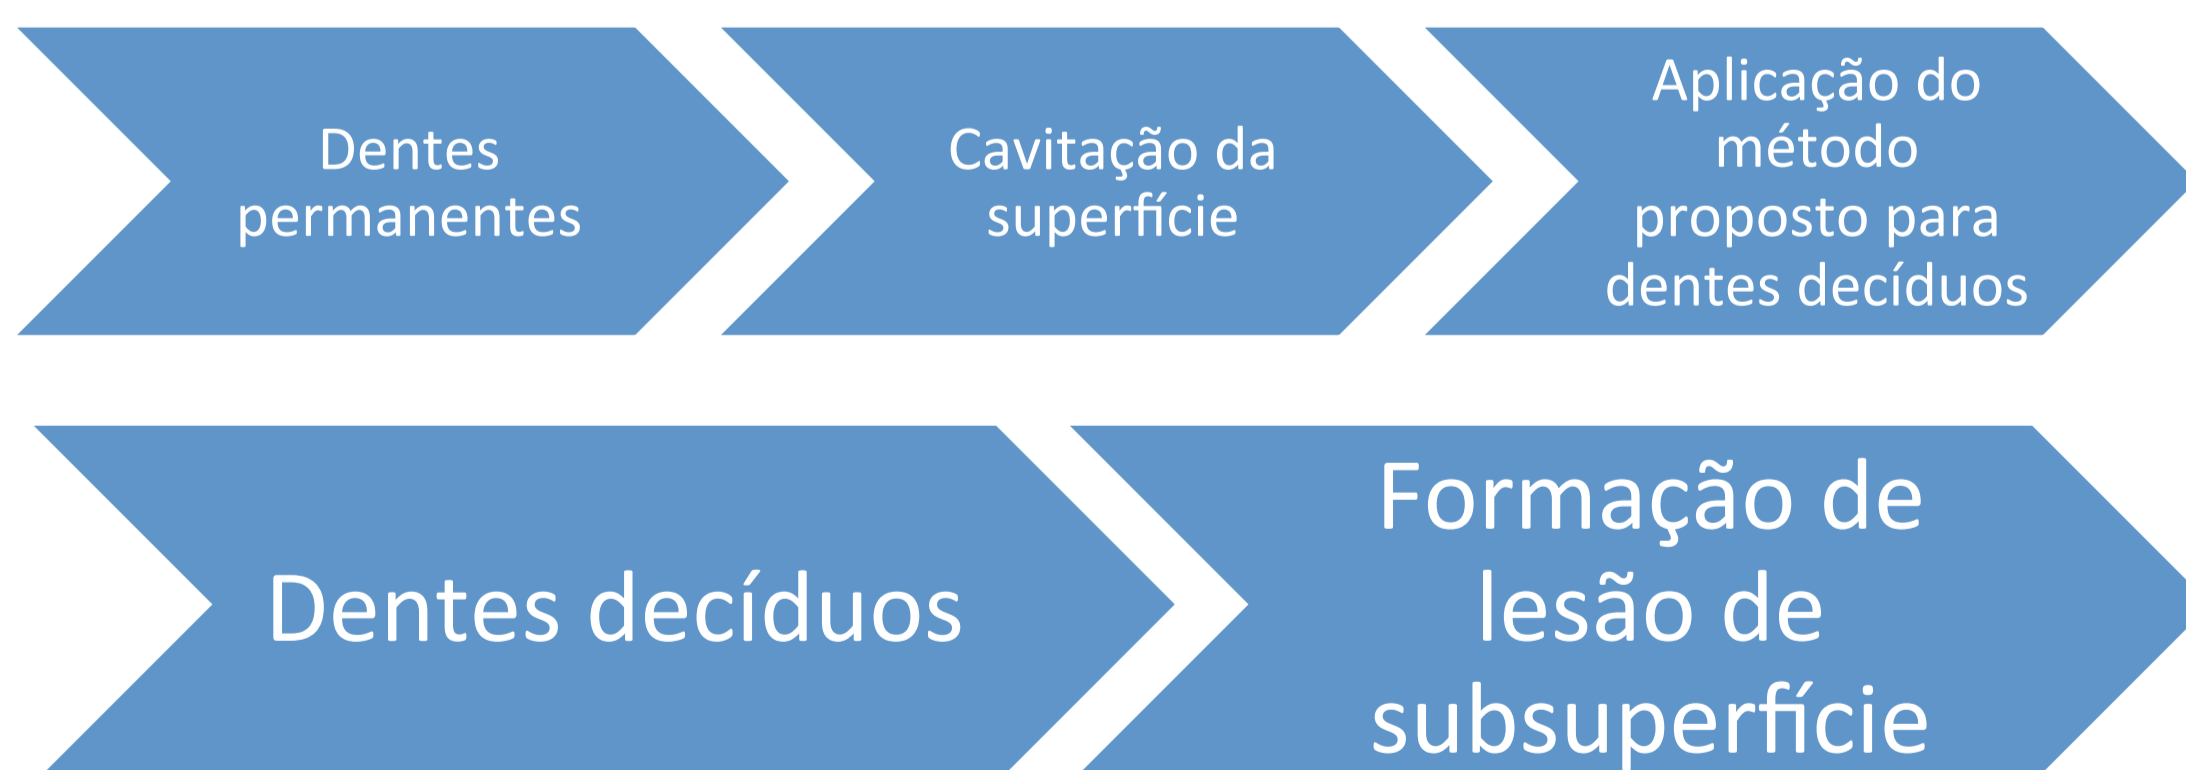 Dentes
permanentes
Cavitação da
superfície
Aplicação do
método
proposto para
dentes decíduos
Dentes decíduos
Formação de
lesão de
subsuperfície